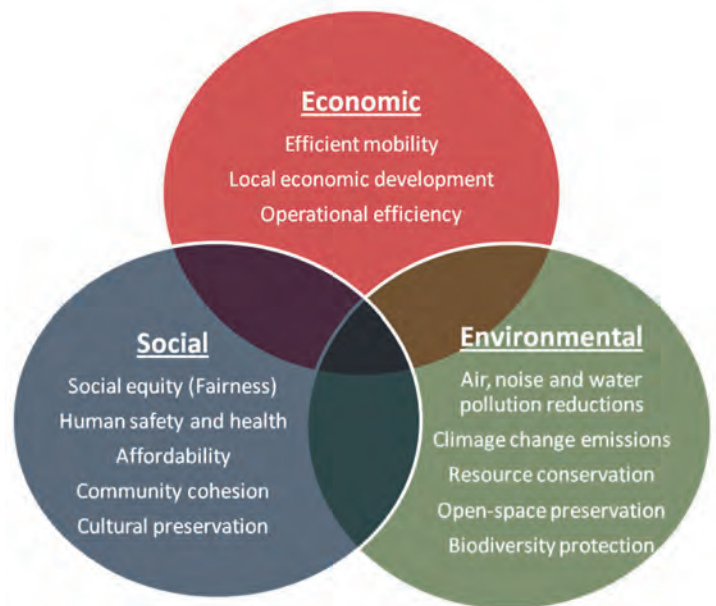 Economic
Efficient mobility
Local economic development
Operational efficiency
Social
Social equity (Fairness)
Human safety and health
Affordability
Community cohesion
Cultural preservation
Environmental
Air, noise and water
pollution reductions
Climage change emissions
Resource conservation
Open-space preservation
Biodiversity protection